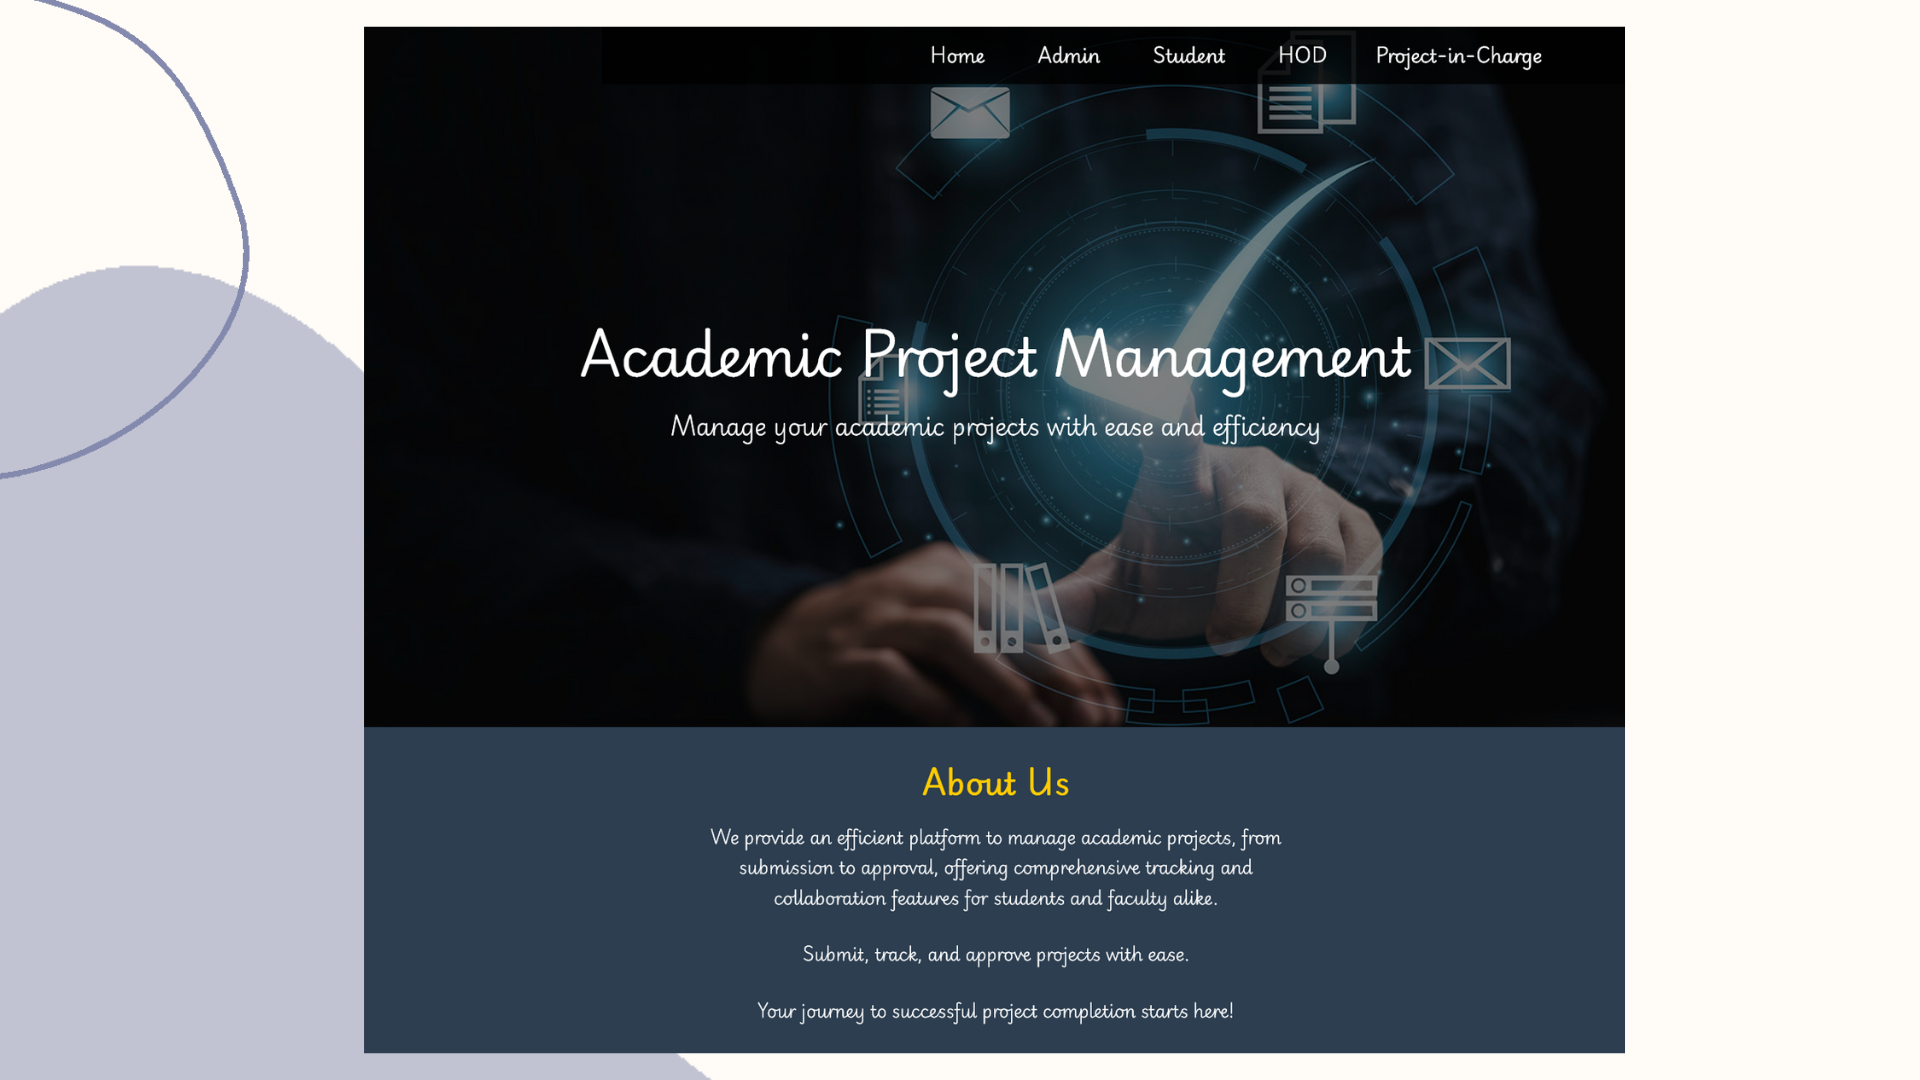 Home Admin Student HOD Project-in-Charge
Academic Project Management
Manage your academic projects with ease and efficiency
About Us
We provide an efficient platform to manage academic projects, from
submission to approval, offering comprehensive tracking and
collaboration features for students and faculty alike.
Submit, track, and approve projects with ease.
Your journey to successful project completion starts here!